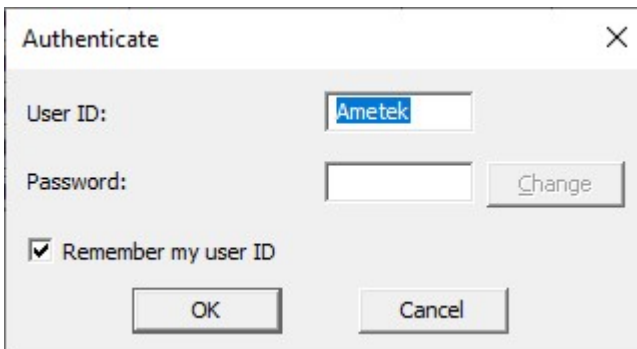 Authenticate
User ID: Ametek
Password: Change
Remember my user ID
OK Cancel